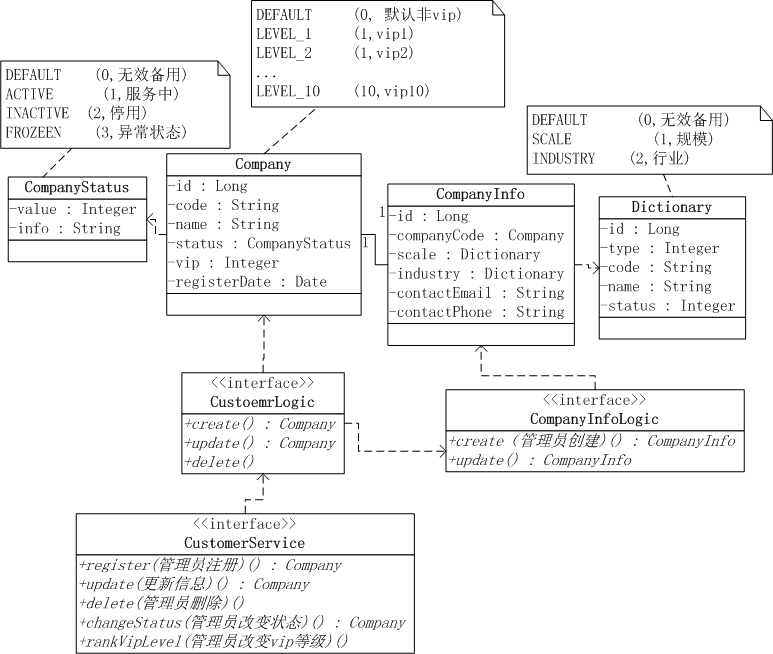 DEFAULT (0, 默认非vip)
LEVEL_1 (1,vip1)
LEVEL_2 (1,vip2)
...
LEVEL_10 (10,vip10)
DEFAULT (0,无效备用)
ACTIVE (1,服务中)
INACTIVE (2,停用)
FROZEEN (3,异常状态)
DEFAULT (0,无效备用)
SCALE (1,规模)
INDUSTRY (2,行业)
CompanyStatus
-value : Integer
-info : String
Company
-id : Long
-code : String
-name : String
-status : CompanyStatus
-vip : Integer
-registerDate : Date
1
1
CompanyInfo
-id : Long
-companyCode : Company
-scale : Dictionary
-industry : Dictionary
-contactEmail : String
-contactPhone : String
Dictionary
-id : Long
-type : Integer
-code : String
-name : String
-status : Integer
<<interface>>
CustoemrLogic
+create() : Company
+update() : Company
+delete()
<<interface>>
CompanyInfoLogic
+create (管理员创建)() : CompanyInfo
+update() : CompanyInfo
<<interface>>
CustomerService
+register(管理员注册)() : Company
+update(更新信息)() : Company
+delete(管理员删除)()
+changeStatus(管理员改变状态)() : Company
+rankVipLevel(管理员改变vip等级)()